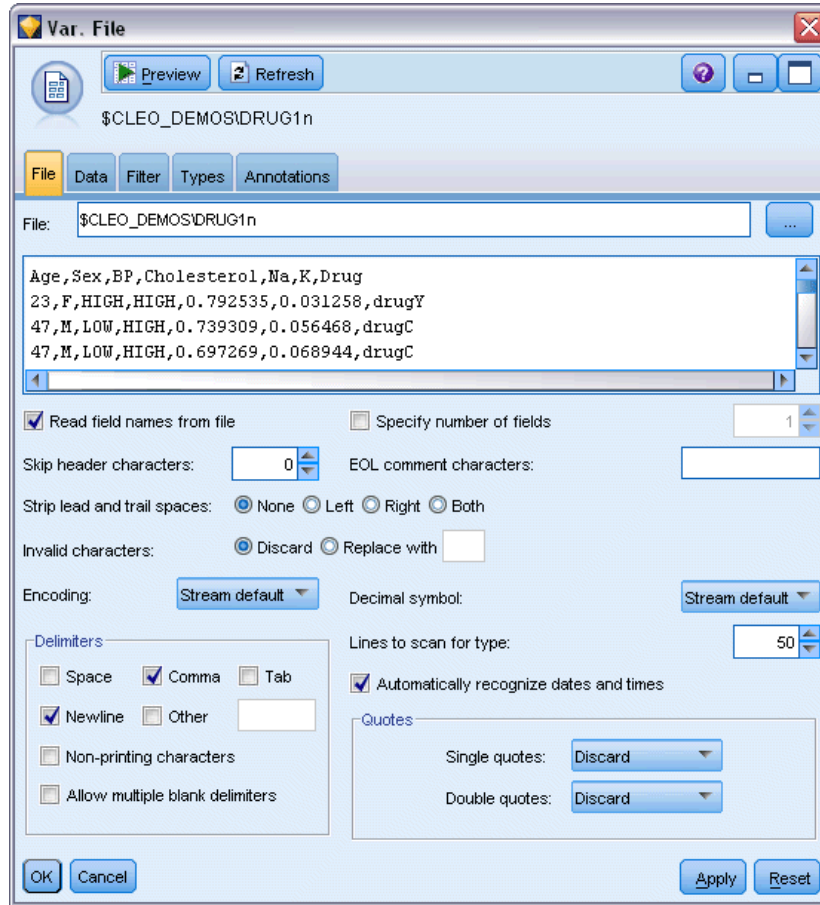 Var. File
Preview Refresh
$CLEO_DEMOS\DRUG1n
File Data Filter Types Annotations
File: $CLEO_DEMOS\DRUG1n ...
Age,Sex,BP,Cholesterol,Na,K,Drug
23,F,HIGH,HIGH,0.792535,0.031258,drugY
47,M,LOW,HIGH,0.739309,0.056468,drugC
47,M,LOW,HIGH,0.697269,0.068944,drugC
Read field names from file Specify number of fields 1
Skip header characters: 0 EOL comment characters:
Strip lead and trail spaces: None Left Right Both
Invalid characters: Discard Replace with
Encoding: Stream default Decimal symbol: Stream default
Delimiters
Space Comma Tab
Newline Other
Non-printing characters
Allow multiple blank delimiters
Lines to scan for type: 50
Automatically recognize dates and times
Quotes
Single quotes: Discard
Double quotes: Discard
OK Cancel Apply Reset